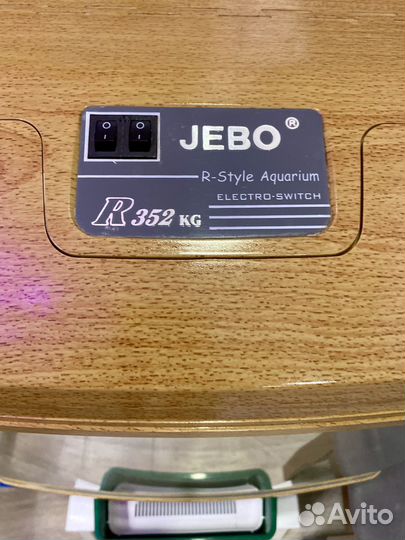 JEBO®
R-Style Aquarium
ELECTRO-SWITCH
R 352 KG
Avito